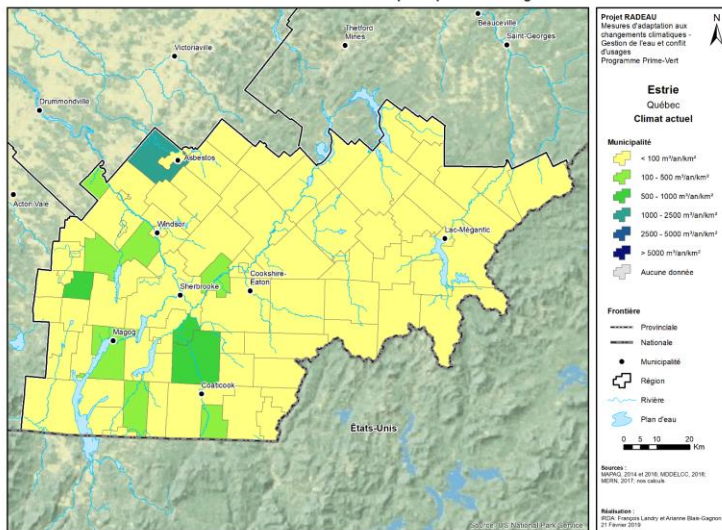 Victoriaville
Thetford
Mines
Beauceville
Saint-Georges
Drummondville
Asbestos
Acton Vale
Windsor
Lac-Mégantic
Cookshire-
Eaton
Sherbrooke
Magog
Coaticook
États-Unis
Source: US National Park Service
Projet RADEAU
Mesures d'adaptation aux
changements climatiques -
Gestion de l'eau et conflit
d'usages
Programme Prime-Vert
N
Estrie
Québec
Climat actuel
Municipalité
< 100 m³/an/km²
100 - 500 m³/an/km²
500 - 1000 m³/an/km²
1000 - 2500 m³/an/km²
2500 - 5000 m³/an/km²
> 5000 m³/an/km²
Aucune donnée
Frontière
Provinciale
Nationale
Municipalité
Région
Rivière
Plan d'eau
0 5 10 20
Km
Sources :
MAPAQ, 2014 et 2016; MDDELCC, 2016;
MERN, 2017; nos calculs
Réalisation :
IRDA: François Landry et Arianne Blais-Gagnon
21 Février 2019